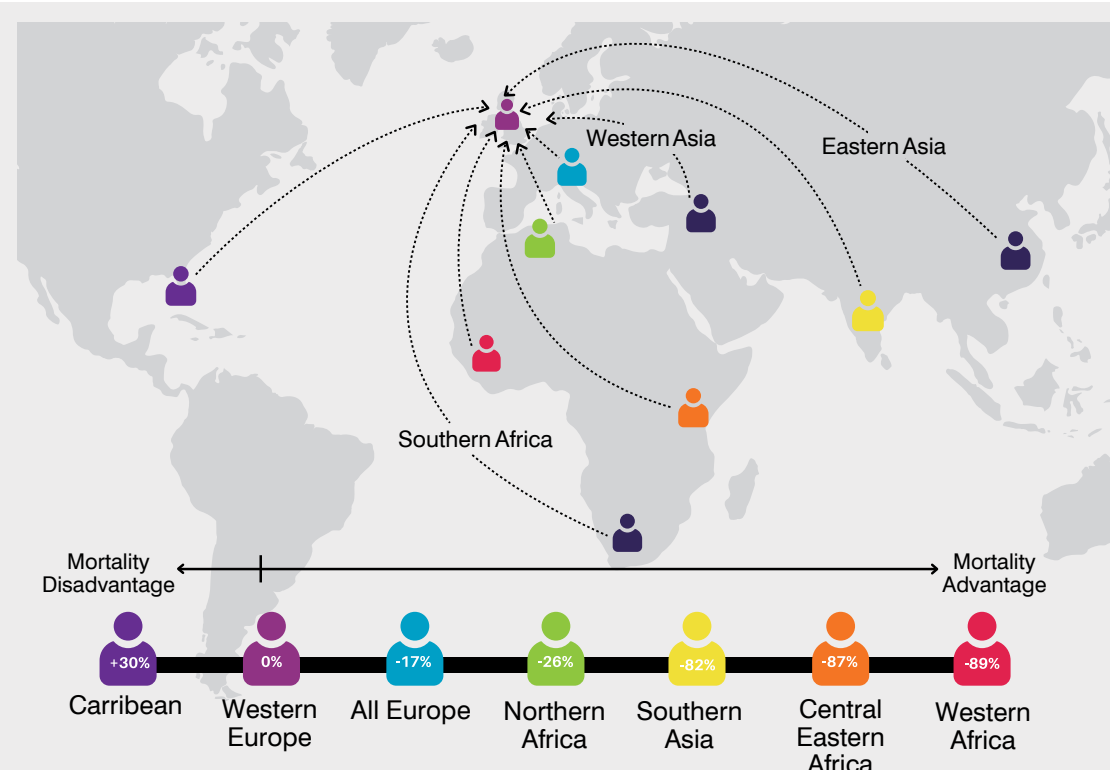 Western Asia
Eastern Asia
Southern Africa
Mortality
Disadvantage
Mortality
Advantage
+30%
0%
-17%
-26%
-82%
-87%
-89%
Carribean
Western
Europe
All Europe
Northern
Africa
Southern
Asia
Central
Eastern
Africa
Western
Africa